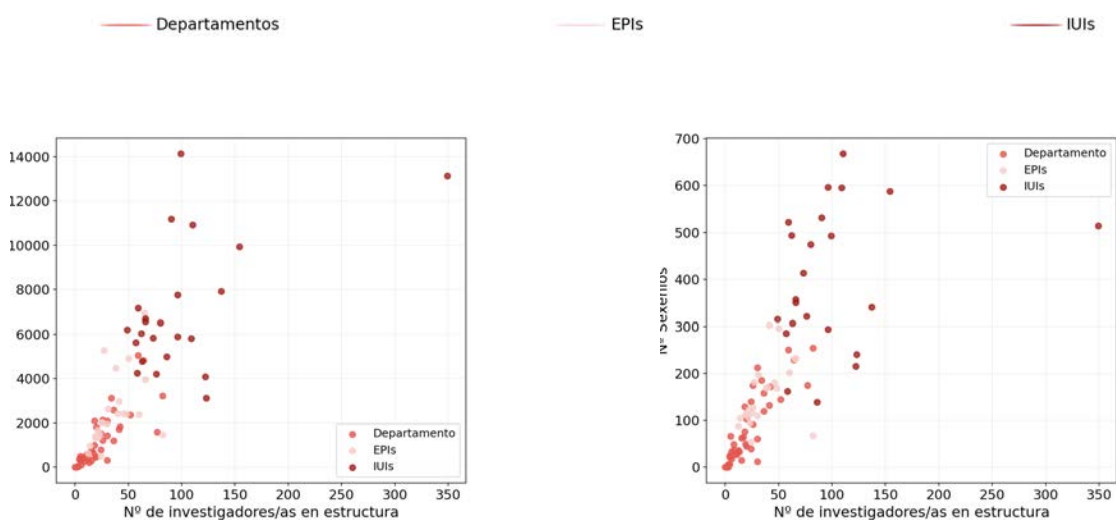 Departamentos
EPIs
IUIs
14000
12000
10000
8000
6000
4000
2000
0
0 50 100 150 200 250 300 350
Nº de investigadores/as en estructura
Departamento
EPIs
IUIs
700
600
500
400
300
200
100
0
Nº Sexenios
0 50 100 150 200 250 300 350
Nº de investigadores/as en estructura
Departamento
EPIs
IUIs